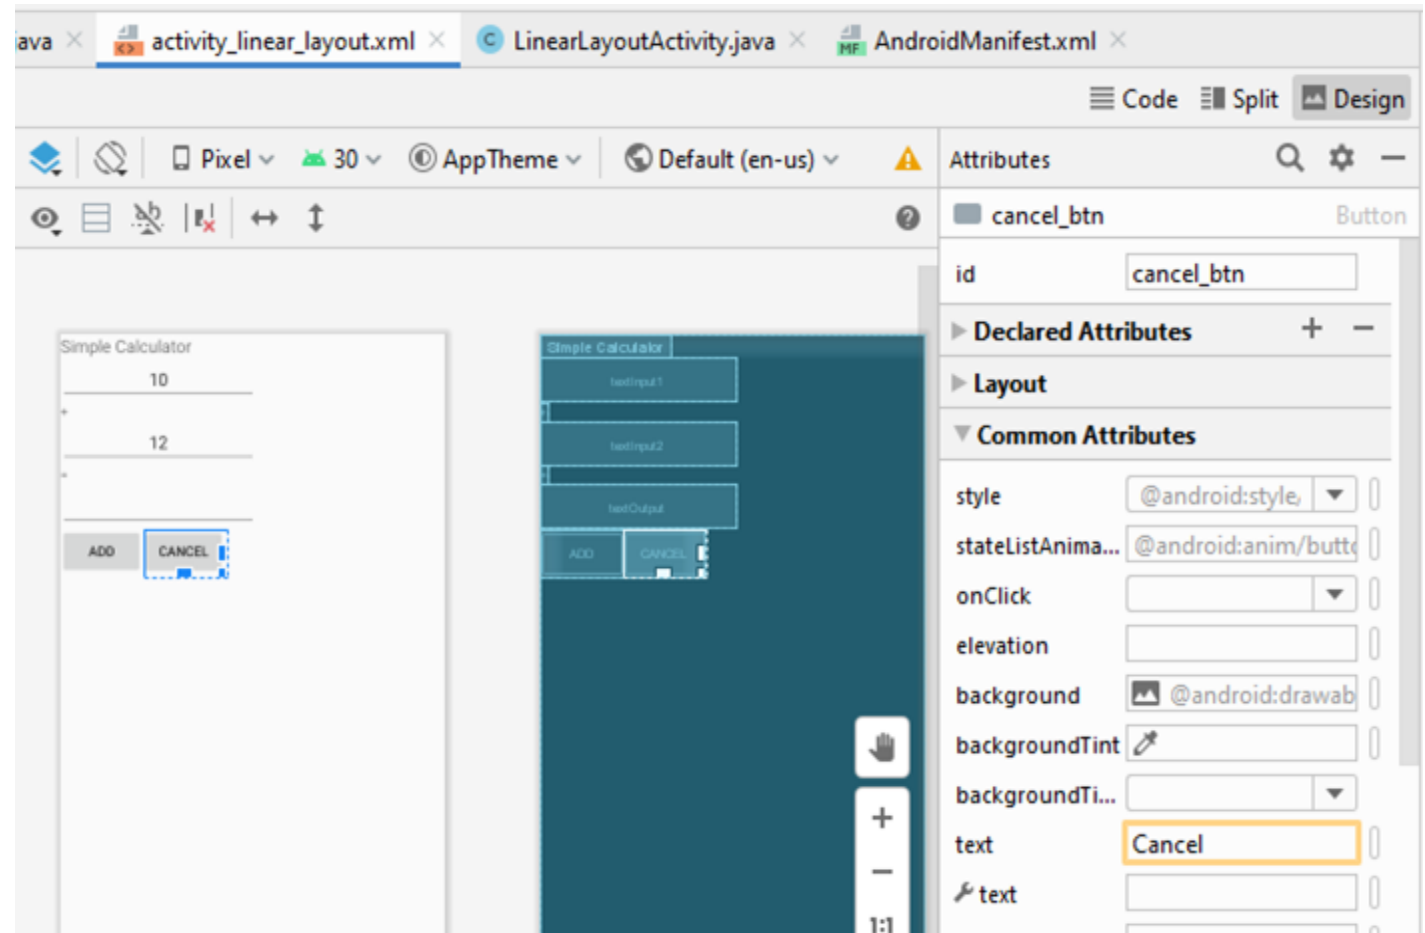 ava activity_linear_layout.xml LinearLayoutActivity.java AndroidManifest.xml
Code Split Design
Pixel 30 AppTheme Default (en-us)
Attributes
cancel_btn Button
id cancel_btn
Declared Attributes
Layout
Common Attributes
style @android:style/
stateListAnima... @android:anim/butto
onClick
elevation
background @android:drawab
backgroundTint
backgroundTi...
text Cancel
text
Simple Calculator
10
+
12
=
ADD CANCEL
Simple Calculator
textInput1
textInput2
textOutput
ADD CANCEL
1:1